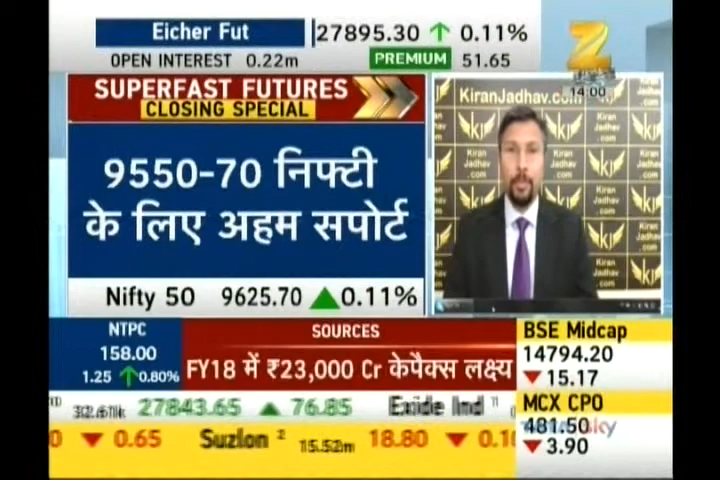 Eicher Fut
27895.30 0.11%
OPEN INTEREST 0.22m
PREMIUM 51.65
14:00
SUPERFAST FUTURES
CLOSING SPECIAL
9550-70 निफ्टी
के लिए अहम सपोर्ट
Nifty 50 9625.70 0.11%
KiranJadhav.com
NTPC
158.00
1.25 0.80%
SOURCES
FY18 में ₹23,000 Cr केपैक्स लक्ष्य
BSE Midcap
14794.20
15.17
MCX CPO
481.50
3.90
27843.65 76.85 Exide Ind
0.65 Suzlon 15.52m 18.80